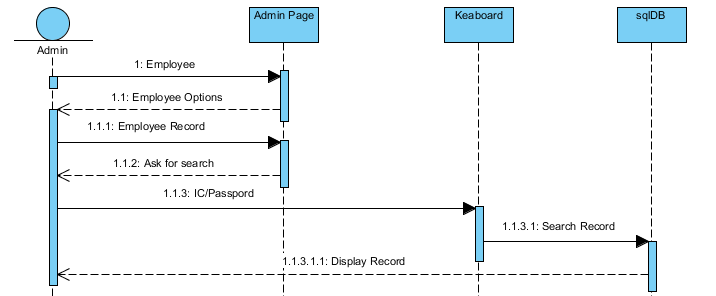 Admin Page
Keaboard
sqlDB
Admin
1: Employee
1.1: Employee Options
1.1.1: Employee Record
1.1.2: Ask for search
1.1.3: IC/Passpord
1.1.3.1: Search Record
1.1.3.1.1: Display Record